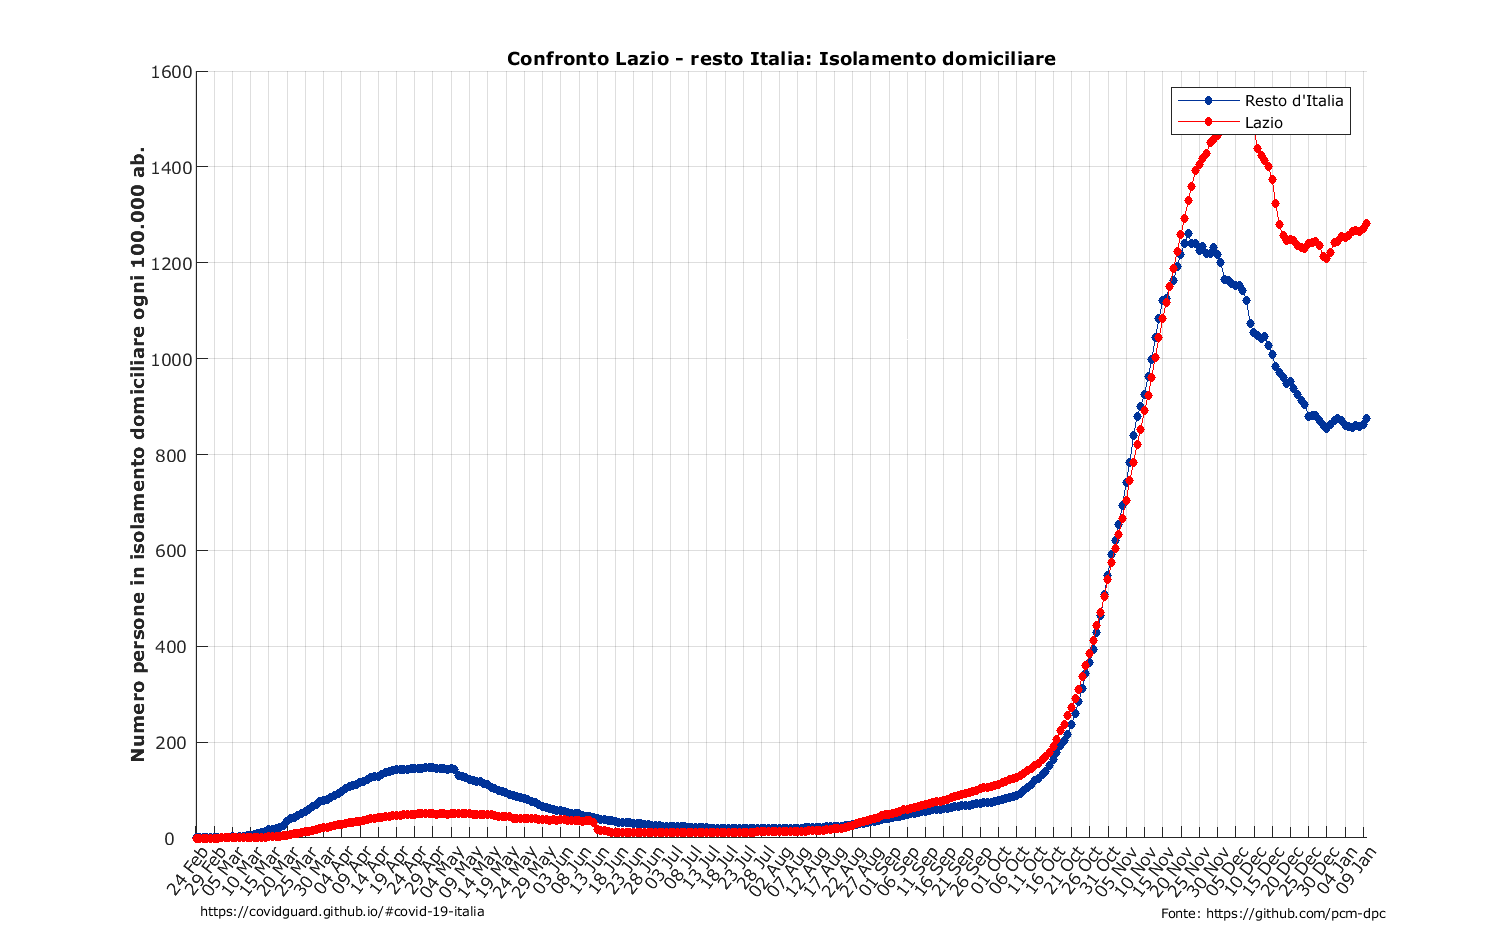 Confronto Lazio - resto Italia: Isolamento domiciliare
Numero persone in isolamento domiciliare ogni 100.000 ab.
1600
1400
1200
1000
800
600
400
200
0
Resto d'Italia
Lazio
24 Feb
29 Feb
05 Mar
10 Mar
15 Mar
20 Mar
25 Mar
30 Mar
04 Apr
09 Apr
14 Apr
19 Apr
24 Apr
29 Apr
04 May
09 May
14 May
19 May
24 May
29 May
03 Jun
08 Jun
13 Jun
18 Jun
23 Jun
28 Jun
03 Jul
08 Jul
13 Jul
18 Jul
23 Jul
28 Jul
02 Aug
07 Aug
12 Aug
17 Aug
22 Aug
27 Aug
01 Sep
06 Sep
11 Sep
16 Sep
21 Sep
26 Sep
01 Oct
06 Oct
11 Oct
16 Oct
21 Oct
26 Oct
31 Oct
05 Nov
10 Nov
15 Nov
20 Nov
25 Nov
30 Nov
05 Dec
10 Dec
15 Dec
20 Dec
25 Dec
30 Dec
04 Jan
09 Jan
https://covidguard.github.io/#covid-19-italia
Fonte: https://github.com/pcm-dpc